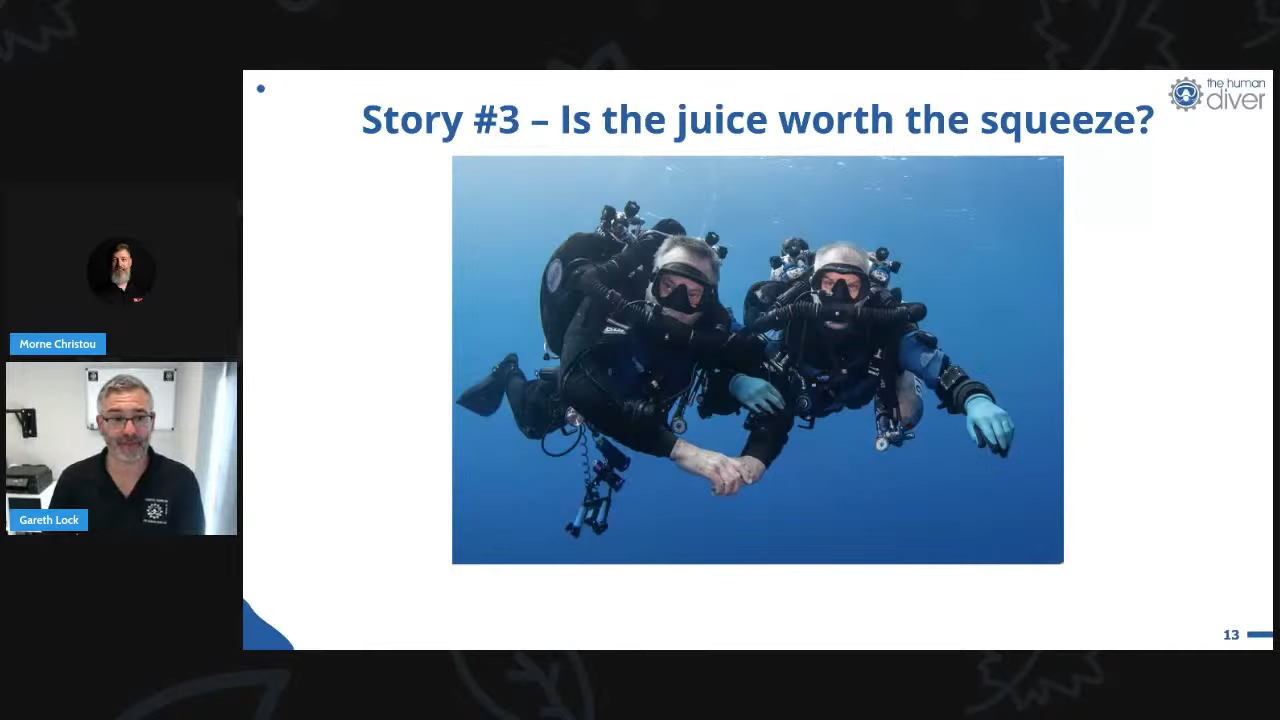 Story #3 – Is the juice worth the squeeze?
the human
diver
Morne Christou
Gareth Lock
13